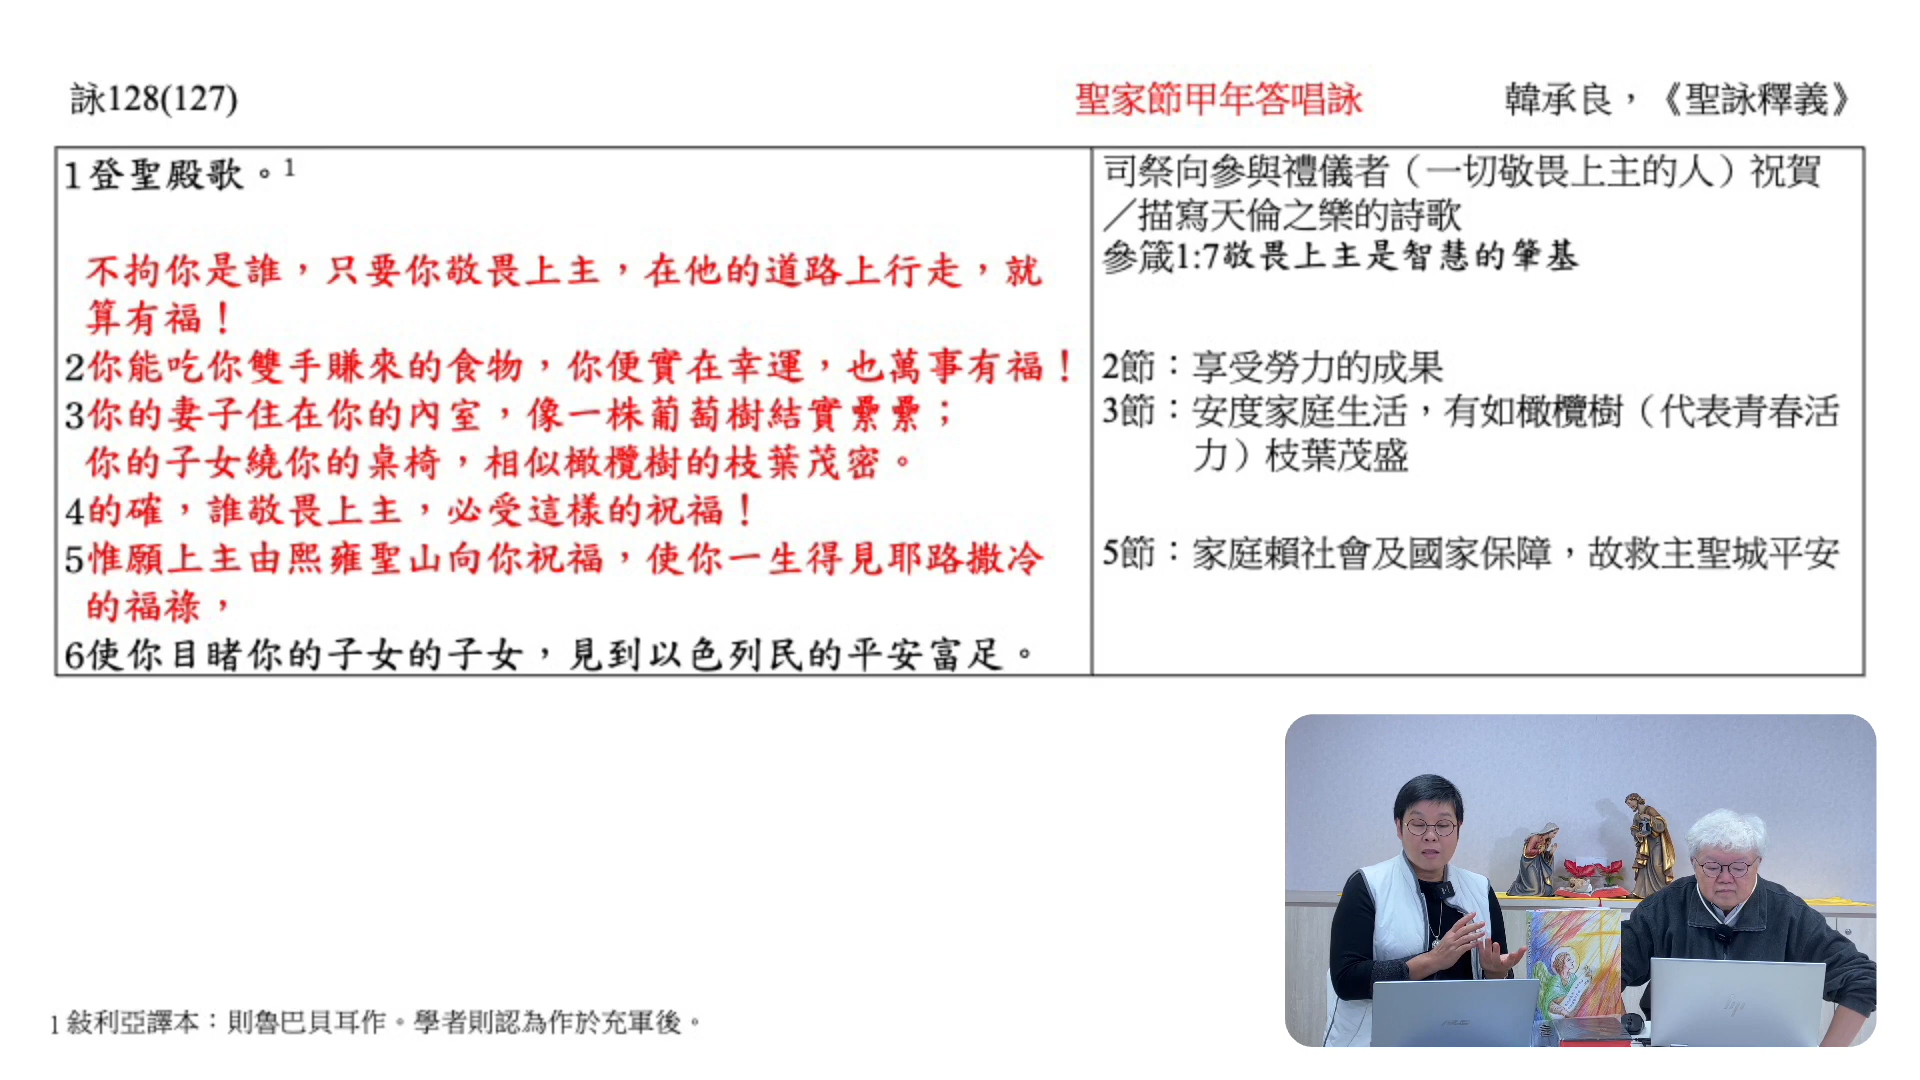 詠128(127)
聖家節甲年答唱詠
韓承良，《聖詠釋義》
1登聖殿歌。1
不拘你是誰，只要你敬畏上主，在他的道路上行走，就
算有福！
2你能吃你雙手賺來的食物，你便實在幸運，也萬事有福！
3你的妻子住在你的內室，像一株葡萄樹結實纍纍；
你的子女繞你的桌椅，相似橄欖樹的枝葉茂密。
4的確，誰敬畏上主，必受這樣的祝福！
5惟願上主由熙雍聖山向你祝福，使你一生得見耶路撒冷
的福祿，
6使你目睹你的子女的子女，見到以色列民的平安富足。
司祭向參與禮儀者（一切敬畏上主的人）祝賀
／描寫天倫之樂的詩歌
參箴1:7敬畏上主是智慧的肇基
2節：享受勞力的成果
3節：安度家庭生活，有如橄欖樹（代表青春活
力）枝葉茂盛
5節：家庭賴社會及國家保障，故救主聖城平安
1 敍利亞譯本：則魯巴貝耳作。學者則認為作於充軍後。
hp